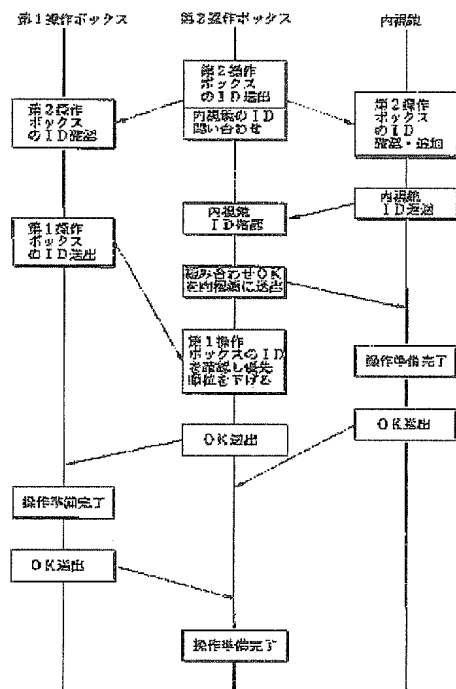 第1操作ボックス
第2操作ボックス
内視鏡
第2操作
ボックス
のID送出
内視鏡のID
問い合わせ
第2操作
ボックス
のID確認
第2操作
ボックス
のID
確認・追加
内視鏡
ID返送
内視鏡
ID確認
第1操作
ボックス
のID送出
組み合わせOK
を内視鏡に送出
第1操作
ボックスのID
を確認し優先
順位を下げる
操作準備完了
OK送出
OK送出
操作準備完了
OK送出
操作準備完了